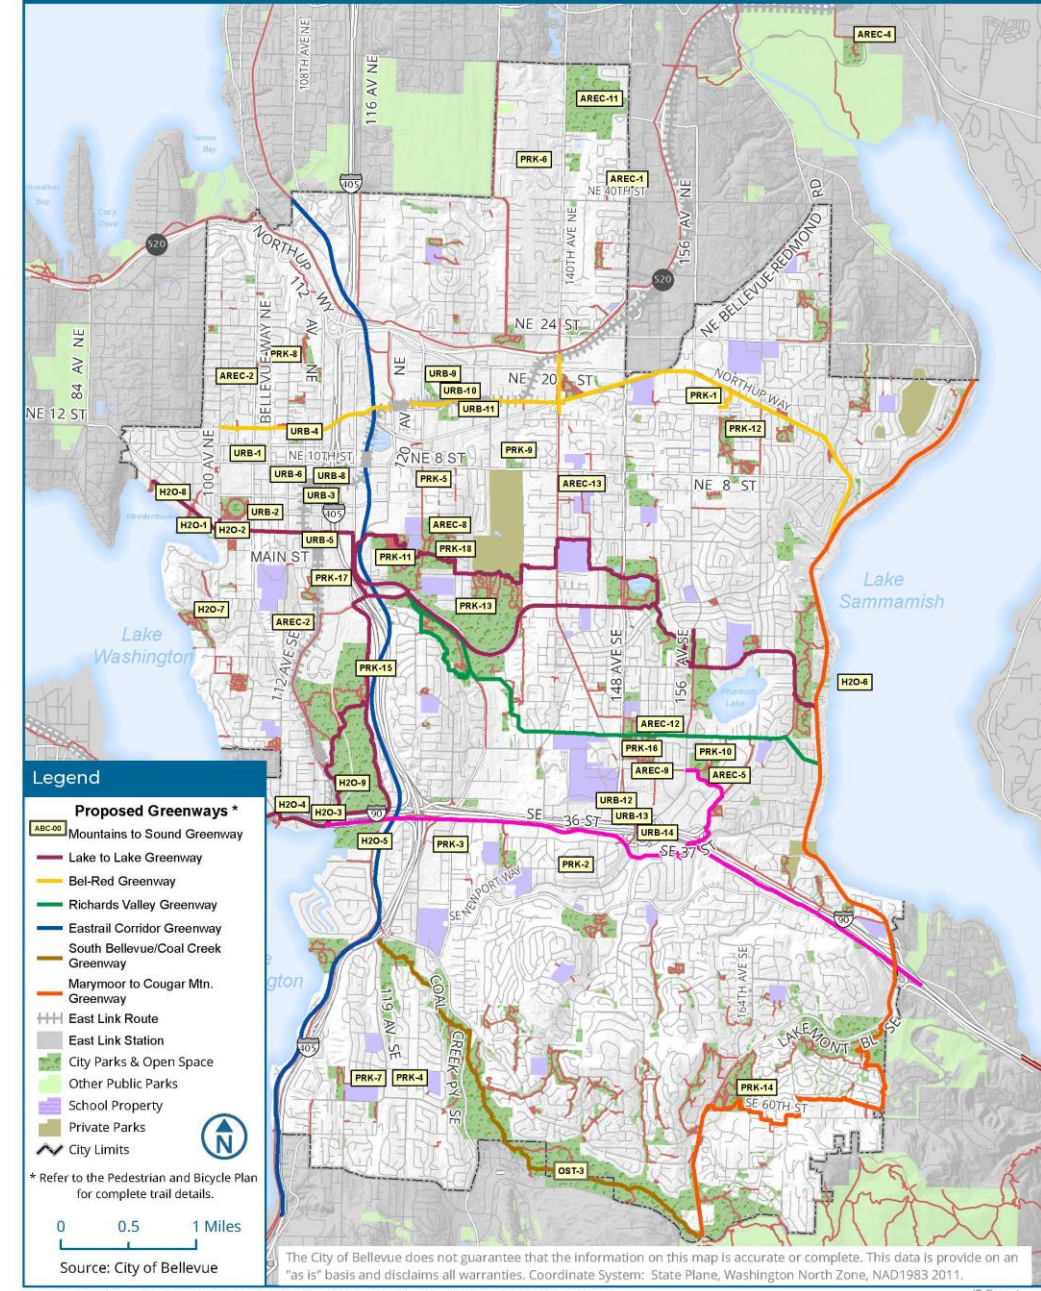 AREC-4
108TH AVE NE
116 AV NE
AREC-11
PRK-6
Yarrow
Bay
AREC-1
NE 40TH ST
405
Bay
Cozy
Cove
140TH AVE NE
156 AV NE
NE BELLEVUE-REDMOND RD
520
NORTHUP WY
520
112 AV NE
NE 24 ST
84 AV NE
BELLEVUE-WAY NE
PRK-8
AREC-2
URB-9
NE 20 ST
NORTHUP WAY
URB-10
PRK-1
NE 12 ST
URB-11
120 AV NE
URB-4
PRK-12
100 AV NE
URB-1
NE 10TH ST
NE 8 ST
PRK-9
URB-6
URB-8
PRK-5
AREC-13
NE 8 ST
H2O-8
URB-3
405
URB-2
H2O-1
H2O-2
AREC-8
URB-5
PRK-18
MAIN ST
PRK-11
PRK-17
Lake
Sammamish
PRK-13
H2O-7
AREC-2
Lake
Washington
112 AVE SE
148 AVE SE
156 AV SE
PRK-15
H2O-6
Phantom
Lake
AREC-12
PRK-16
PRK-10
AREC-9
AREC-5
H2O-9
URB-12
H2O-4
H2O-3
90
SE 36 ST
URB-13
URB-14
H2O-5
PRK-3
SE 37 ST
PRK-2
SE NEWPORT WAY
90
gton
COAL CREEK PY SE
119 AV SE
164TH AVE SE
LAKEMONT BL SE
405
PRK-7
PRK-4
PRK-14
SE 60TH ST
OST-3
Legend
Proposed Greenways *
ABC-00
Mountains to Sound Greenway
Lake to Lake Greenway
Bel-Red Greenway
Richards Valley Greenway
Eastrail Corridor Greenway
South Bellevue/Coal Creek
Greenway
Marymoor to Cougar Mtn.
Greenway
East Link Route
East Link Station
City Parks & Open Space
Other Public Parks
School Property
Private Parks
City Limits
N
* Refer to the Pedestrian and Bicycle Plan
for complete trail details.
0 0.5 1 Miles
Source: City of Bellevue
The City of Bellevue does not guarantee that the information on this map is accurate or complete. This data is provide on an
"as is" basis and disclaims all warranties. Coordinate System: State Plane, Washington North Zone, NAD1983 2011.